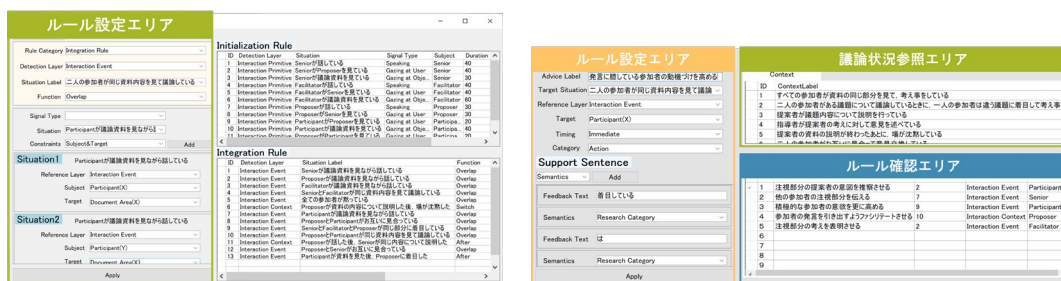 ルール設定エリア
Rule Category Integration Rule
Detection Layer Interaction Event
Situation Label 二人の参加者が同じ資料内容を見て議論している
Function Overlap
Signal Type
Situation Participantが議論資料を見ながら
Constraints Subject&Target Add
Situation1 Participantが議論資料を見ながら話している
Reference Layer Interaction Event
Subject Participant(X)
Target Document Area(X)
Situation2 Participantが議論資料を見ながら話している
Reference Layer Interaction Event
Subject Participant(Y)
Target Document Area(X)
Apply
Initialization Rule
ID Detection Layer Situation Signal Type Subject Duration
1 Interaction Primitive Seniorが話している Speaking Senior 40
2 Interaction Primitive SeniorがProposerを見ている Gazing at User Senior 40
3 Interaction Primitive Seniorが議論資料を見ている Gazing at Obje... Senior 30
4 Interaction Primitive Facilitatorが話している Speaking Facilitator 40
5 Interaction Primitive FacilitatorがSeniorを見ている Gazing at User Facilitator 40
6 Interaction Primitive Facilitatorが議論資料を見ている Gazing at Obje... Facilitator 60
7 Interaction Primitive Proposerが話している Speaking Proposer 30
8 Interaction Primitive ProposerがSeniorを見ている Gazing at User Proposer 30
10 Interaction Primitive Participantが議論資料を見ている Gazing at Obje... Participa... 20
11 Interaction Primitive ProposerがParticipantを見ている Gazing at User Participa... 20
Integration Rule
ID Detection Layer Situation Label Function
1 Interaction Event Seniorが議論資料を見ながら話している Overlap
2 Interaction Event Proposerが議論資料を見ながら話している Overlap
3 Interaction Event Facilitatorが議論資料を見ながら話している Overlap
4 Interaction Event SeniorとFacilitatorが同じ資料内容を見て議論している Overlap
5 Interaction Event 全ての参加者が黙っている Overlap
6 Interaction Context Proposerが資料の内容について説明した後、場が沈黙した Switch
7 Interaction Event Participantが議論資料を見ながら話している Overlap
8 Interaction Event ProposerとParticipantがお互いに見合っている Overlap
9 Interaction Event SeniorとFacilitatorとProposerが同じ部分に着目している Overlap
10 Interaction Event ProposerとParticipantが同じ資料内容を見て議論している Overlap
11 Interaction Context Proposerが話した後、Seniorが同じ内容について説明した After
12 Interaction Event ProposerとSeniorがお互いに見合っている Overlap
13 Interaction Event Participantが資料を見た後、Proposerに着目した After
ルール設定エリア
Advice Label 発言に臆している参加者の動機づけを高める
Target Situation 二人の参加者が同じ資料内容を見て議論
Reference Layer Interaction Event
Target Participant(X)
Timing Immediate
Category Action
Support Sentence
Semantics Add
Feedback Text 着目している
Semantics Research Category
Feedback Text は
Semantics Research Category
Apply
議論状況参照エリア
Context
ID ContextLabel
1 すべての参加者が資料の同じ部分を見て、考え事をしている
2 二人の参加者がある議題について議論しているときに、一人の参加者は違う議題に着目して考え事
3 提案者が議題内容について説明を行っている
4 指導者が提案者の考えに対して意見を述べている
5 提案者の資料の説明が終わったあとに、場が沈黙している
ルール確認エリア
1 注視部分の提案者の意図を推察させる 2 Interaction Event Participant
2 他の参加者の注視部分を伝える 7 Interaction Event Senior
3 積極的な参加者の意欲を更に高める 9 Interaction Event Participant
4 参加者の発言を引き出すようファシリテートさせる 10 Interaction Context Proposer
5 注視部分の考えを表明させる 2 Interaction Event Facilitator
6
7
8
9